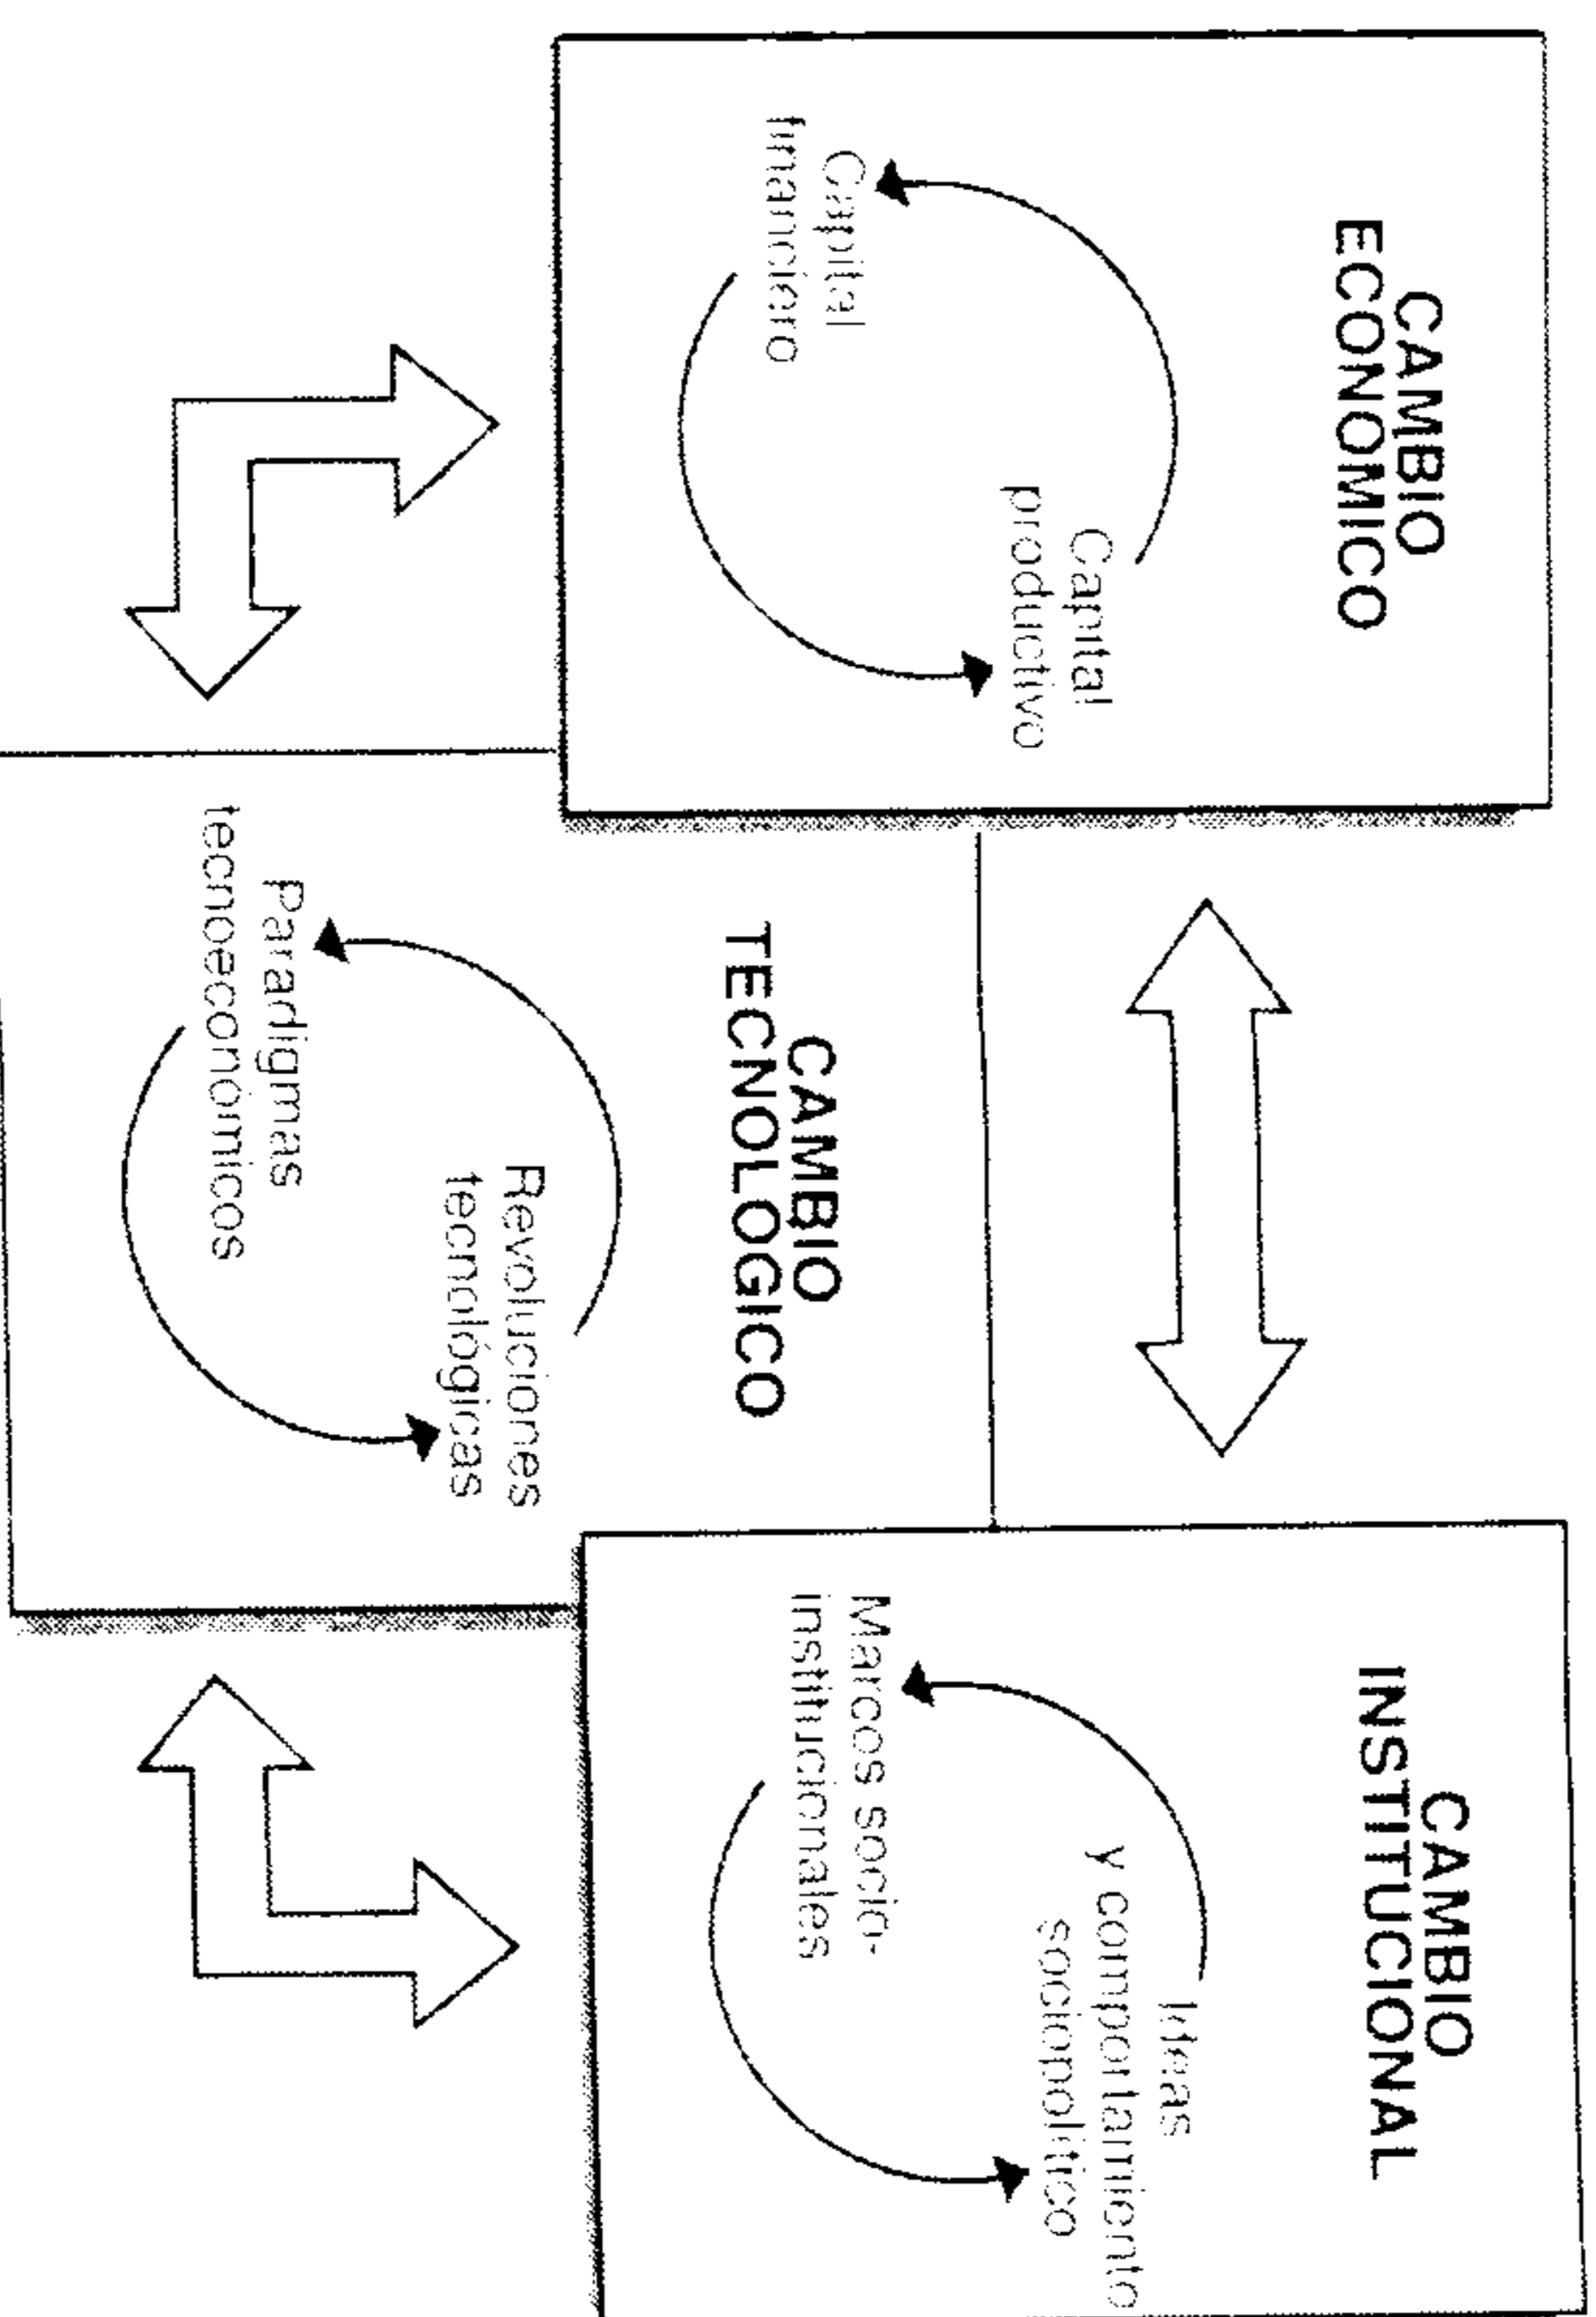 CAMBIO
ECONOMICO
Capital
productivo
Capital
financiero
CAMBIO
TECNOLOGICO
Revoluciones
tecnológicas
Paradigmas
tecnoeconómicos
CAMBIO
INSTITUCIONAL
Ideas
y comportamiento
sociopolítico
Marcos socio-
institucionales